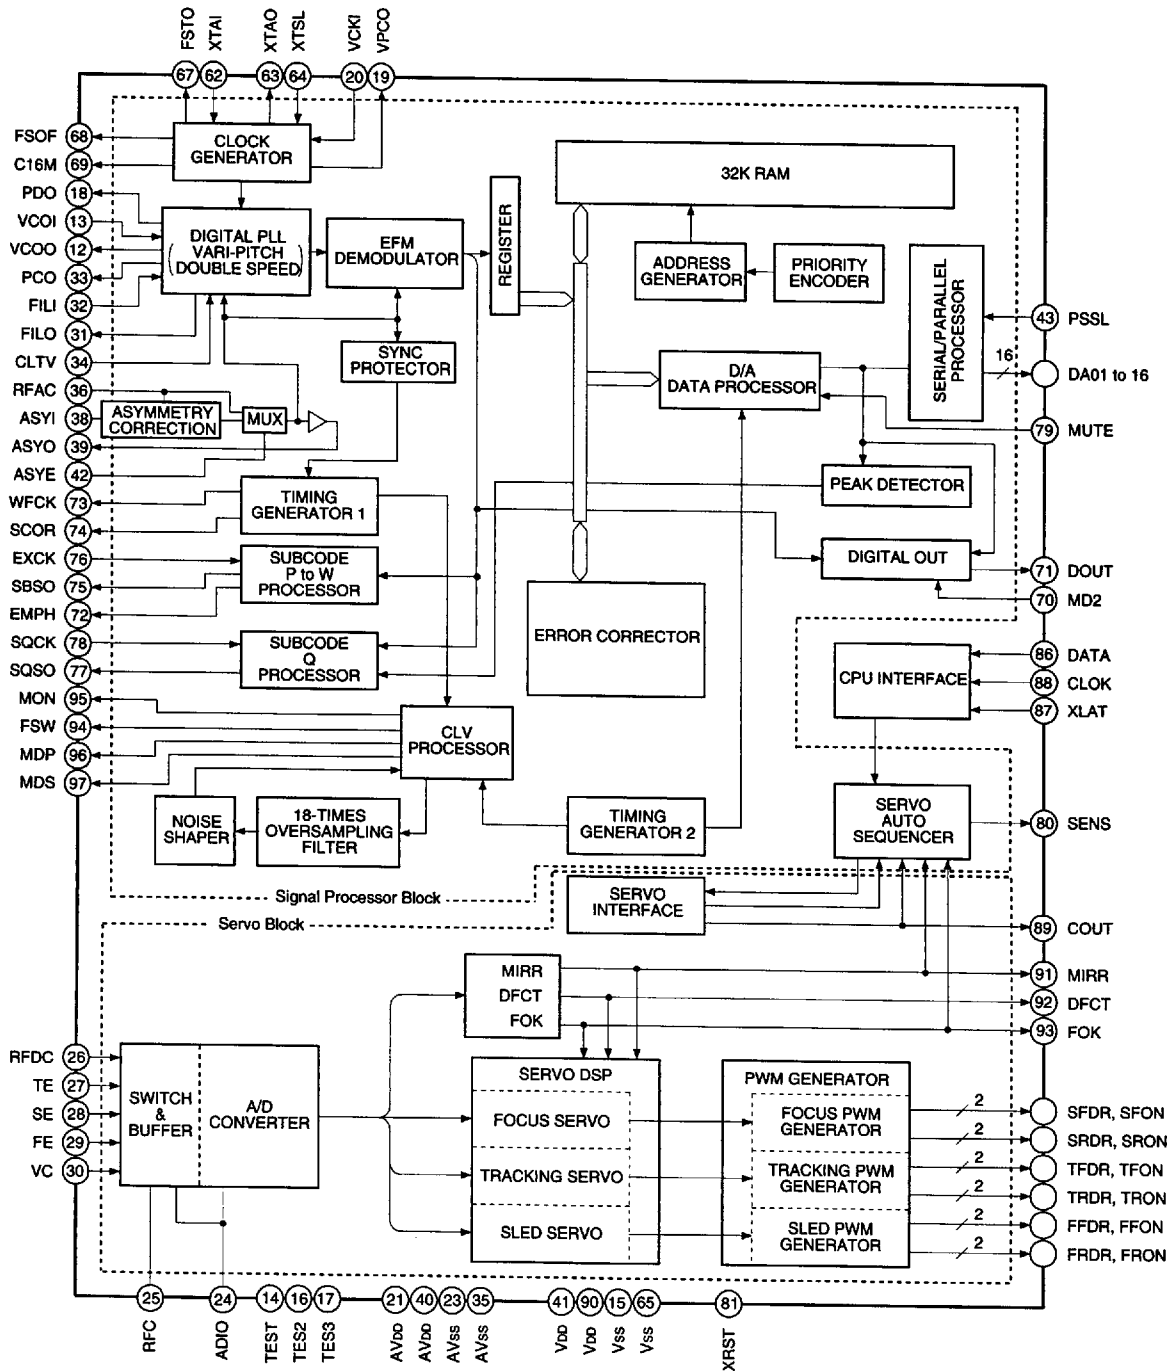 FSTO
XTAI
XTAO
XTSL
VCKI
VPCO
67
62
63
64
20
19
FSOF 68
C16M 69
PDO 18
VCOI 13
VCOO 12
PCO 33
FILI 32
FILO 31
CLTV 34
RFAC 36
ASYI 38
ASYO 39
ASYE 42
WFCK 73
SCOR 74
EXCK 76
SBSO 75
EMPH 72
SQCK 78
SQSO 77
MON 95
FSW 94
MDP 96
MDS 97
CLOCK
GENERATOR
DIGITAL PLL
VARI-PITCH
DOUBLE SPEED
EFM
DEMODULATOR
REGISTER
32K RAM
ADDRESS
GENERATOR
PRIORITY
ENCODER
SERIAL/PARALLEL
PROCESSOR
SYNC
PROTECTOR
D/A
DATA PROCESSOR
ASYMMETRY
CORRECTION
MUX
TIMING
GENERATOR 1
PEAK DETECTOR
DIGITAL OUT
SUBCODE
P to W
PROCESSOR
SUBCODE
Q
PROCESSOR
ERROR CORRECTOR
CPU INTERFACE
CLV
PROCESSOR
NOISE
SHAPER
18-TIMES
OVERSAMPLING
FILTER
TIMING
GENERATOR 2
SERVO
AUTO
SEQUENCER
43 PSSL
16
DA01 to 16
79 MUTE
71 DOUT
70 MD2
86 DATA
88 CLOK
87 XLAT
80 SENS
Signal Processor Block
Servo Block
SERVO
INTERFACE
89 COUT
MIRR
DFCT
FOK
91 MIRR
92 DFCT
93 FOK
RFDC 26
TE 27
SE 28
FE 29
VC 30
SWITCH
&
BUFFER
A/D
CONVERTER
SERVO DSP
FOCUS SERVO
TRACKING SERVO
SLED SERVO
PWM GENERATOR
FOCUS PWM
GENERATOR
TRACKING PWM
GENERATOR
SLED PWM
GENERATOR
2 SFDR, SFON
2 SRDR, SRON
2 TFDR, TFON
2 TRDR, TRON
2 FFDR, FFON
2 FRDR, FRON
25
24
14
16
17
21
40
23
35
41
90
15
65
81
RFC
ADIO
TEST
TES2
TES3
AVDD
AVDD
AVSS
AVSS
VDD
VDD
VSS
VSS
XRST